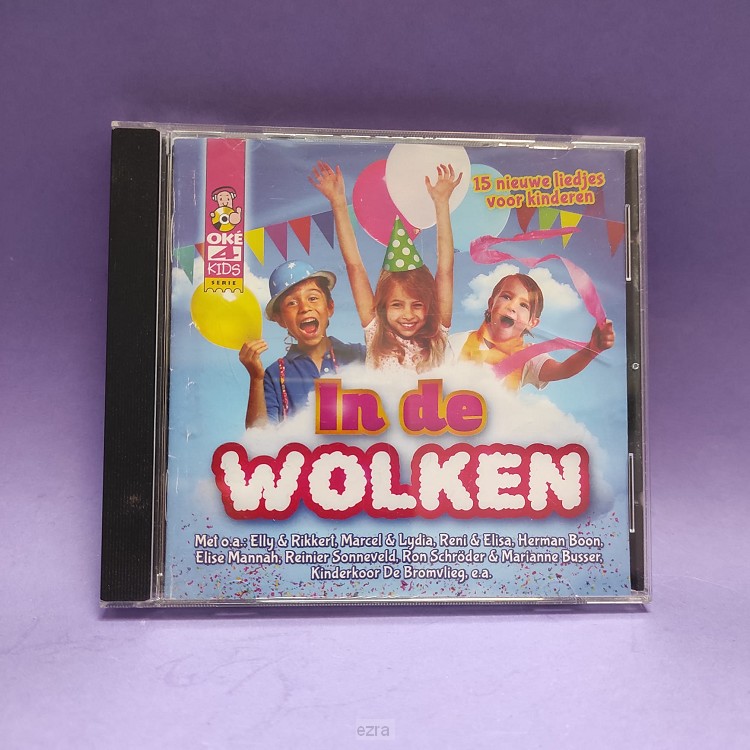 15 nieuwe liedjes
voor kinderen
OKÉ
4
KIDS
SERIE
In de
WOLKEN
Met o.a.: Elly & Rikkert, Marcel & Lydia, Reni & Elisa, Herman Boon,
Elise Mannah, Reinier Sonneveld, Ron Schröder & Marianne Busser,
Kinderkoor De Bromvlieg, e.a.
ezra